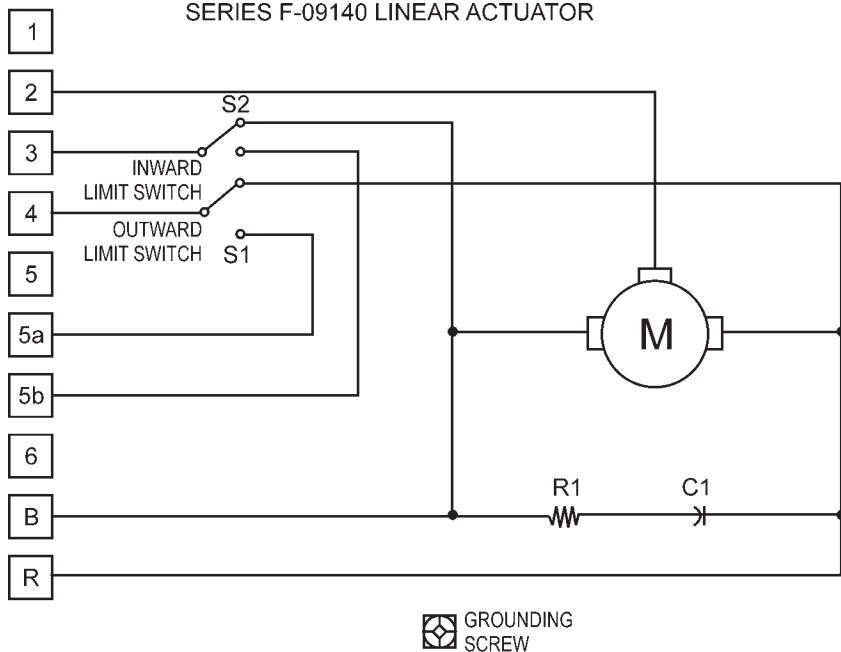 SERIES F-09140 LINEAR ACTUATOR
1
2
S2
3
INWARD
LIMIT SWITCH
4
OUTWARD
LIMIT SWITCH
S1
5
M
5a
5b
6
R1
C1
B
R
GROUNDING
SCREW